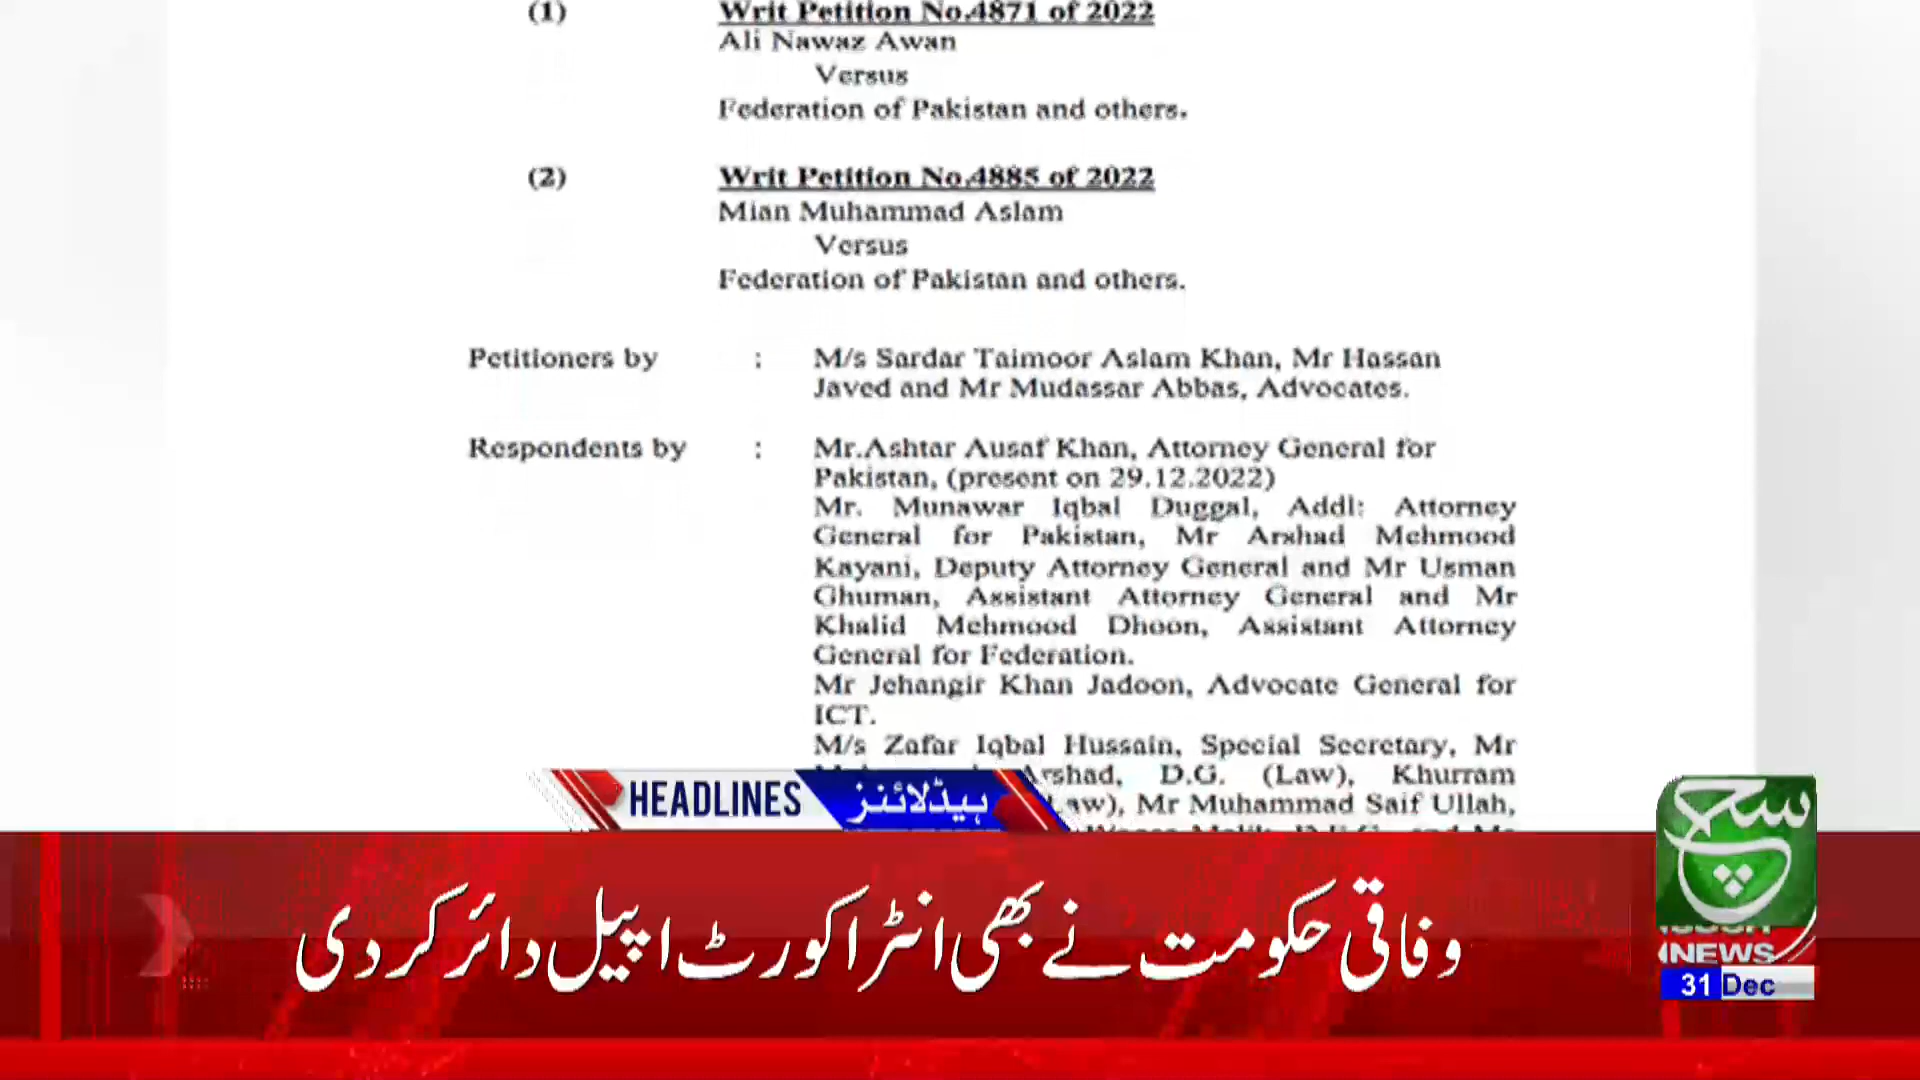 (1) Writ Petition No.4871 of 2022
Ali Nawaz Awan
Versus
Federation of Pakistan and others.
(2) Writ Petition No.4885 of 2022
Mian Muhammad Aslam
Versus
Federation of Pakistan and others.
Petitioners by : M/s Sardar Taimoor Aslam Khan, Mr Hassan
Javed and Mr Mudassar Abbas, Advocates.
Respondents by : Mr.Ashtar Ausaf Khan, Attorney General for
Pakistan, (present on 29.12.2022)
Mr. Munawar Iqbal Duggal, Addl: Attorney
General for Pakistan, Mr Arshad Mehmood
Kayani, Deputy Attorney General and Mr Usman
Ghuman, Assistant Attorney General and Mr
Khalid Mehmood Dhoon, Assistant Attorney
General for Federation.
Mr Jehangir Khan Jadoon, Advocate General for
ICT.
M/s Zafar Iqbal Hussain, Special Secretary, Mr
Arshad, D.G. (Law), Khurram
Law), Mr Muhammad Saif Ullah,
HEADLINES ہیڈلائنز
وفاقی حکومت نے بھی انٹرا کورٹ اپیل دائر کر دی
سچ
NEWS
31 Dec